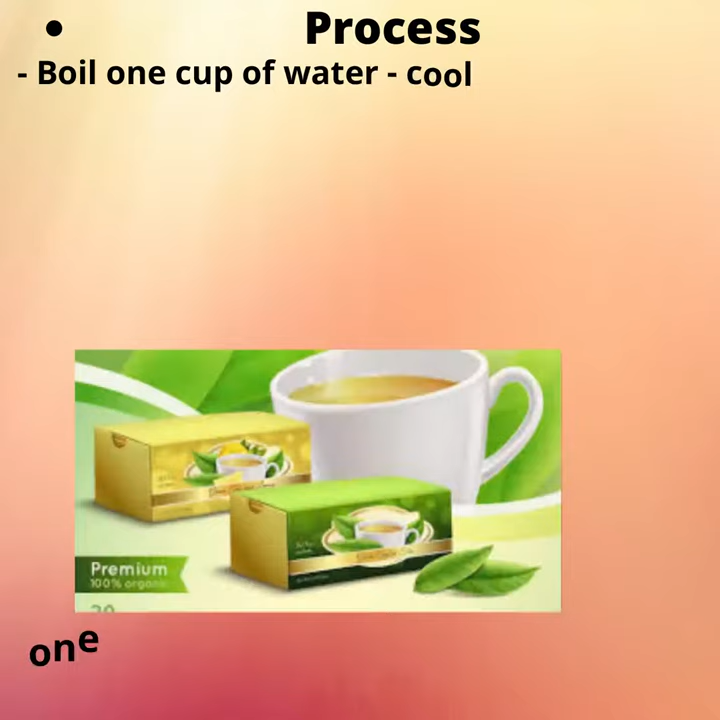 • Process
- Boil one cup of water - cool
Premium
100% organic
one